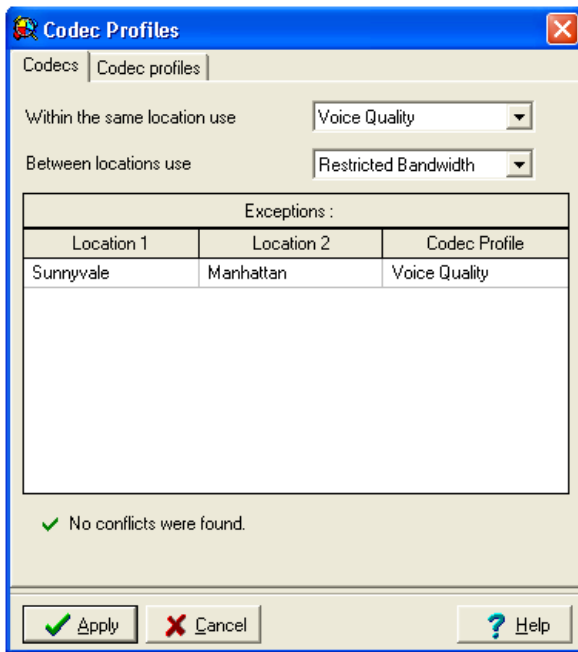 Codec Profiles
Codecs Codec profiles
Within the same location use Voice Quality
Between locations use Restricted Bandwidth
Exceptions :
Location 1 Location 2 Codec Profile
Sunnyvale Manhattan Voice Quality
No conflicts were found.
Apply Cancel ? Help